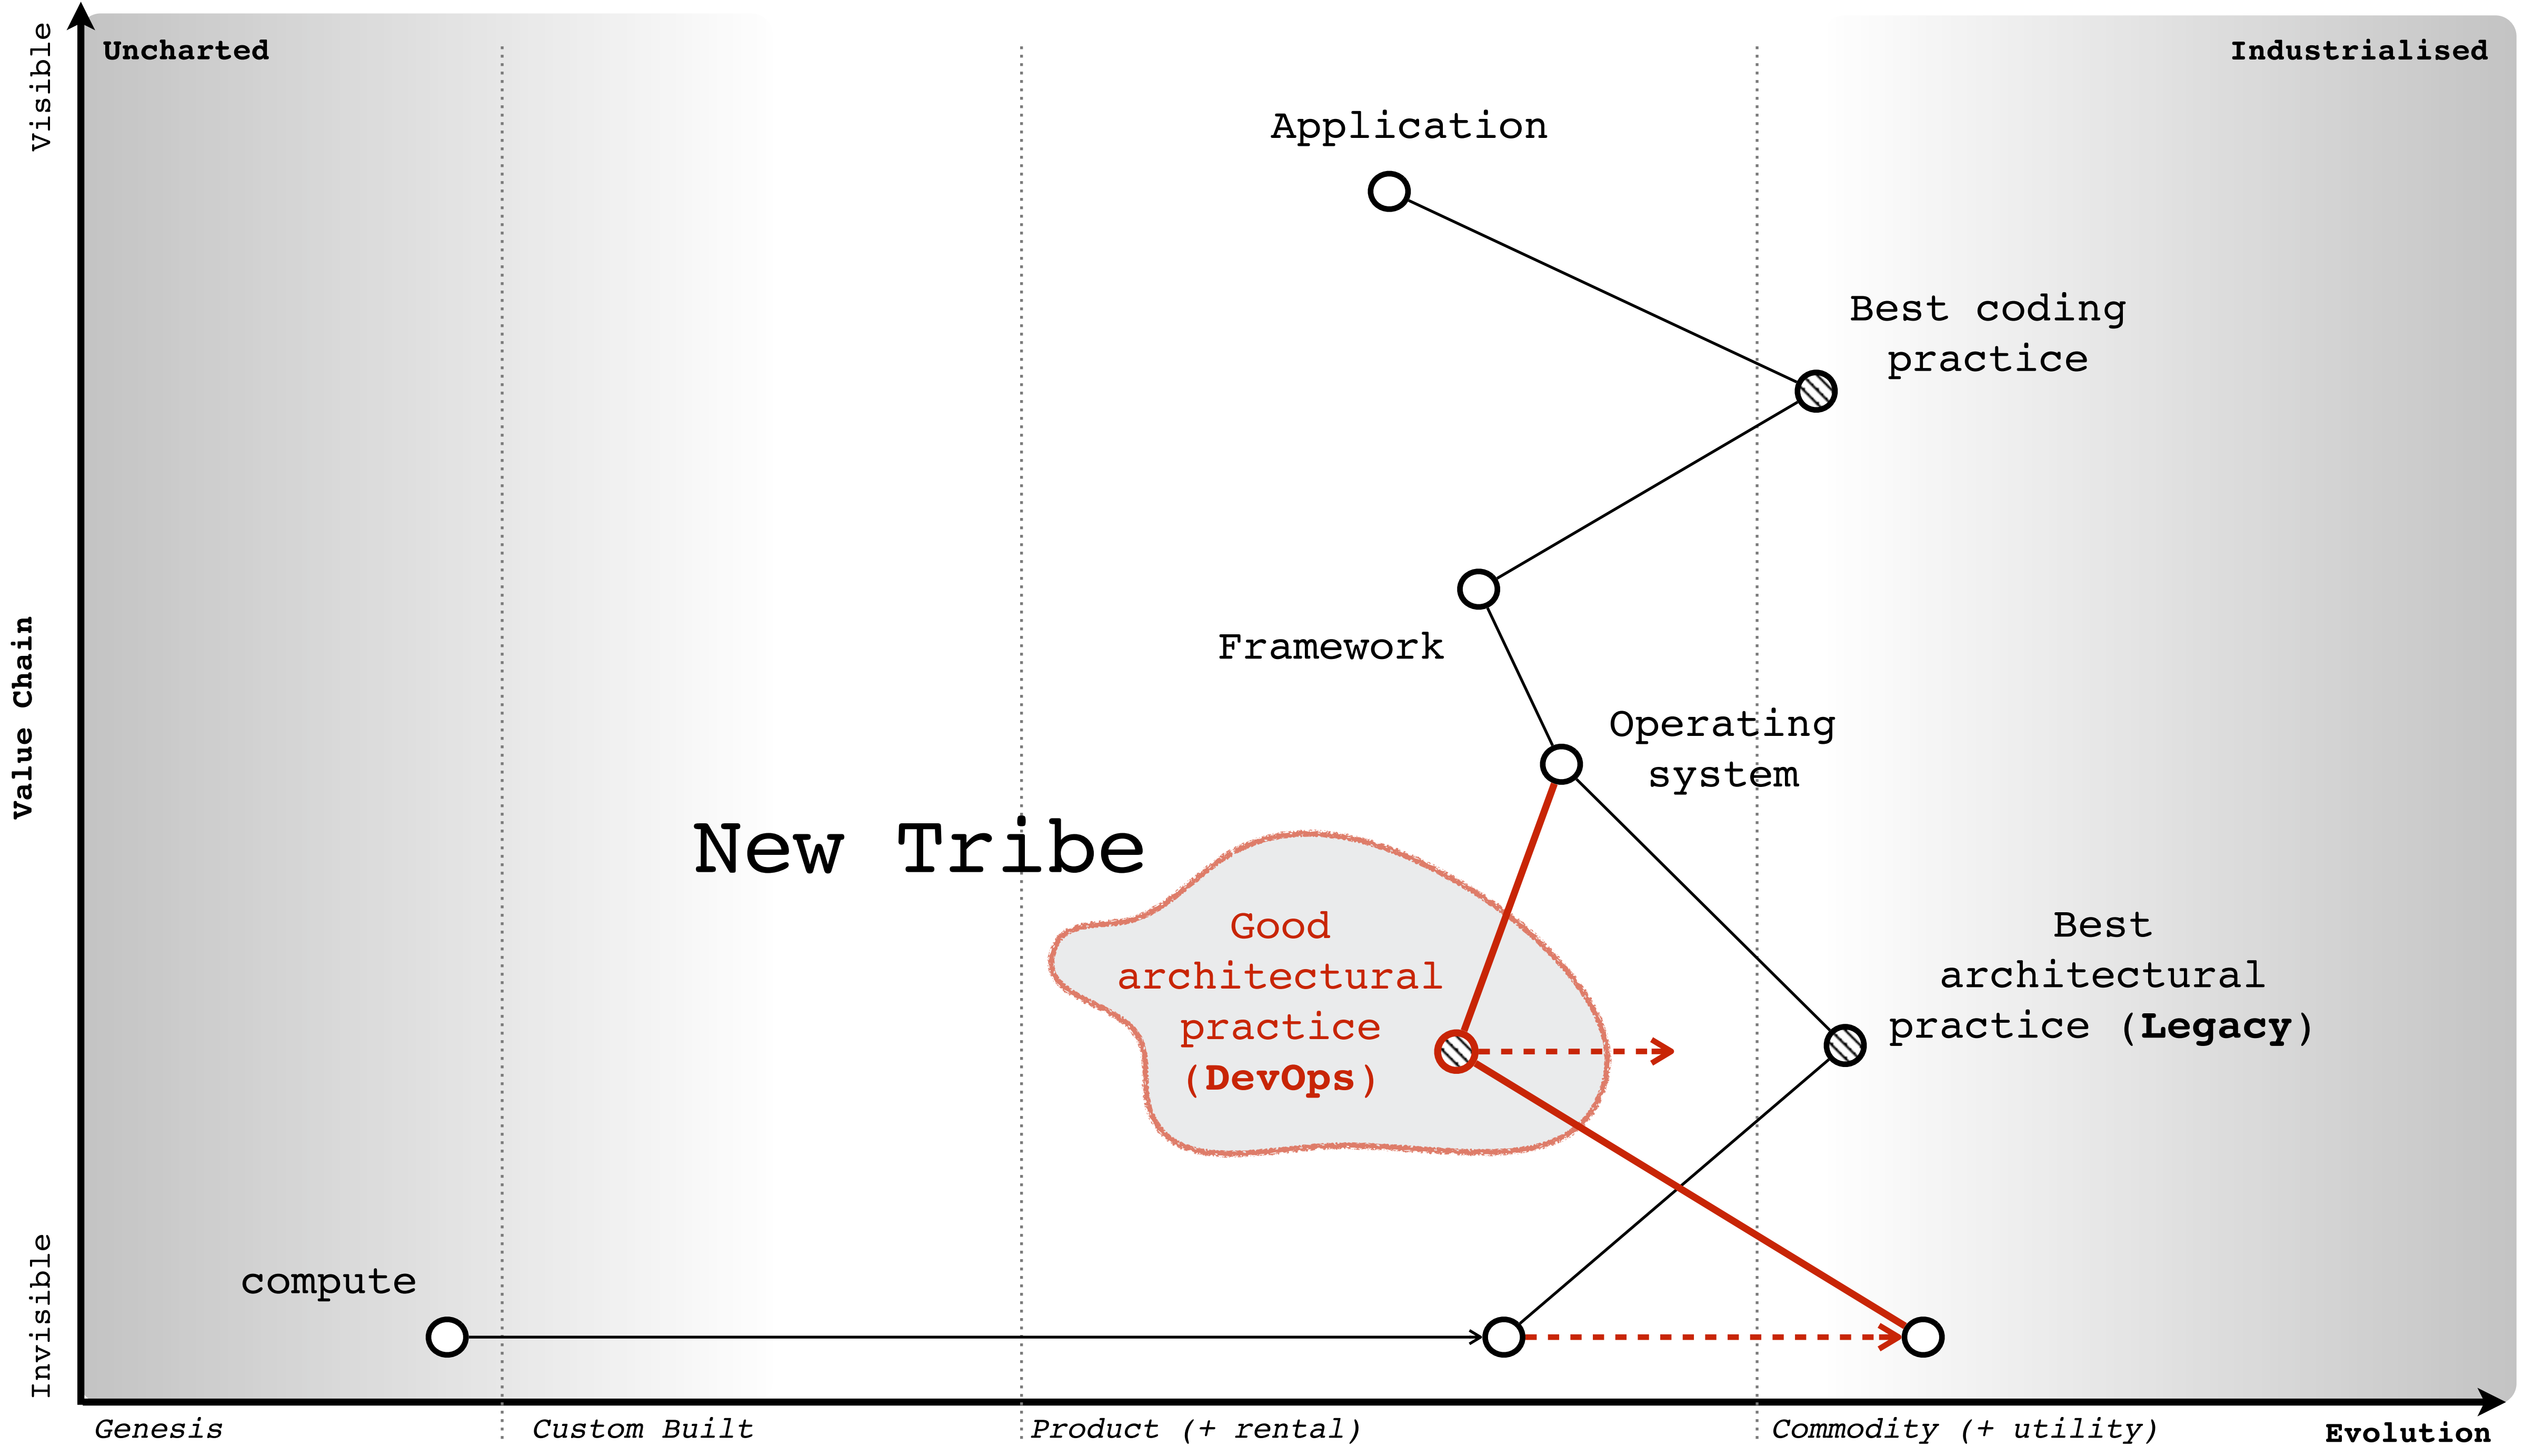 Uncharted
Industrialised
Visible
Application
Best coding
practice
Framework
Value Chain
Operating
system
New Tribe
Good
architectural
practice
(DevOps)
Best
architectural
practice (Legacy)
compute
Invisible
Genesis
Custom Built
Product (+ rental)
Commodity (+ utility)
Evolution